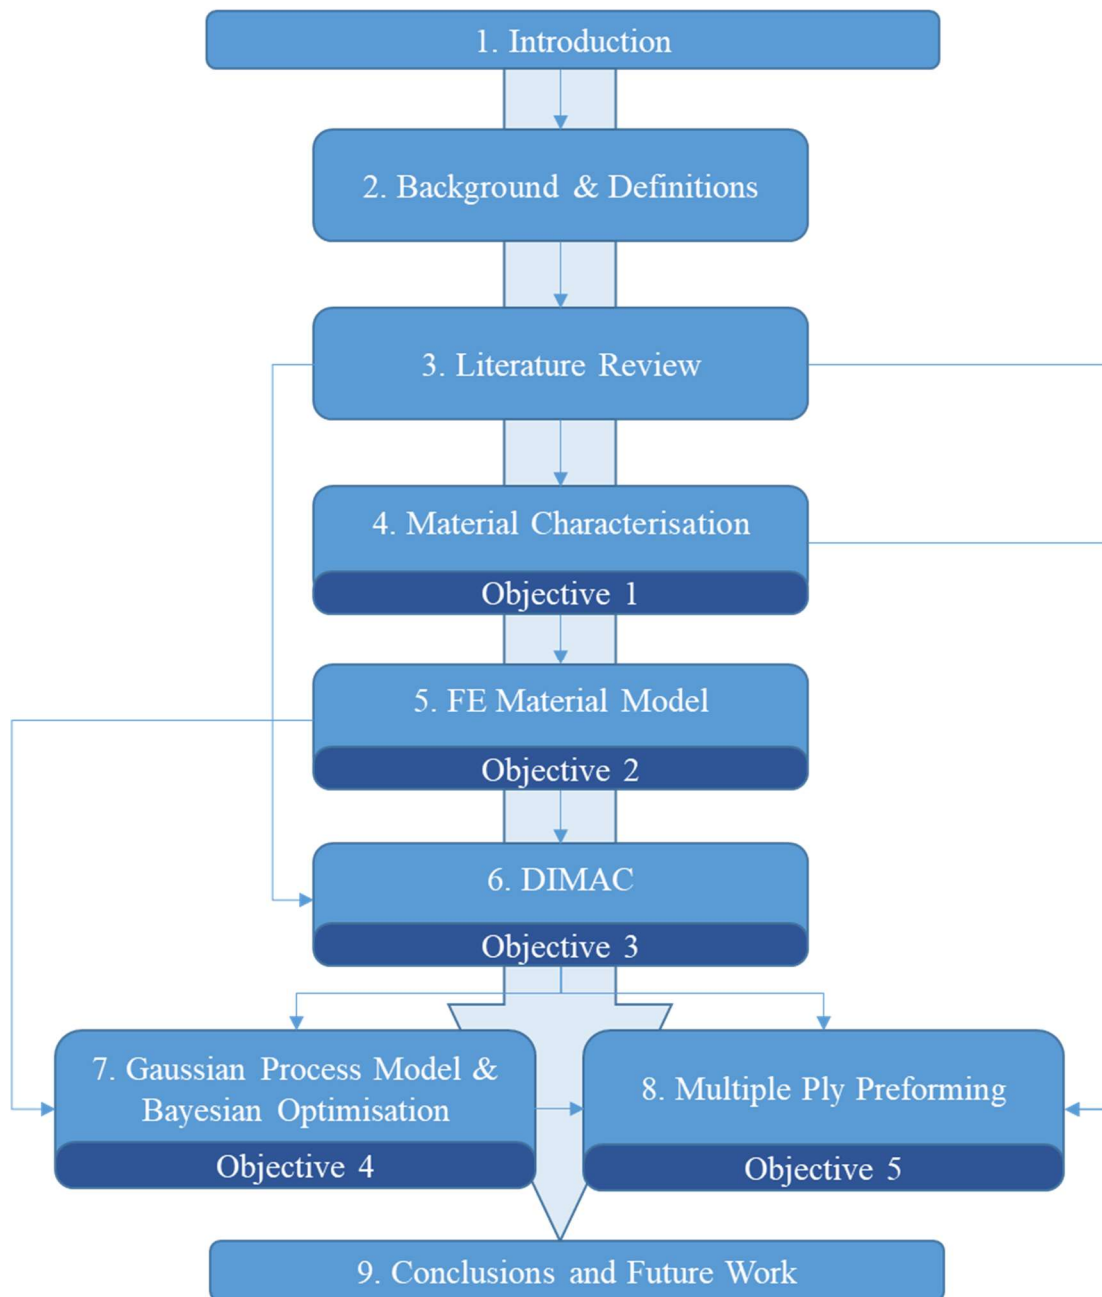 1. Introduction
2. Background & Definitions
3. Literature Review
4. Material Characterisation
Objective 1
5. FE Material Model
Objective 2
6. DIMAC
Objective 3
7. Gaussian Process Model &
Bayesian Optimisation
Objective 4
8. Multiple Ply Preforming
Objective 5
9. Conclusions and Future Work